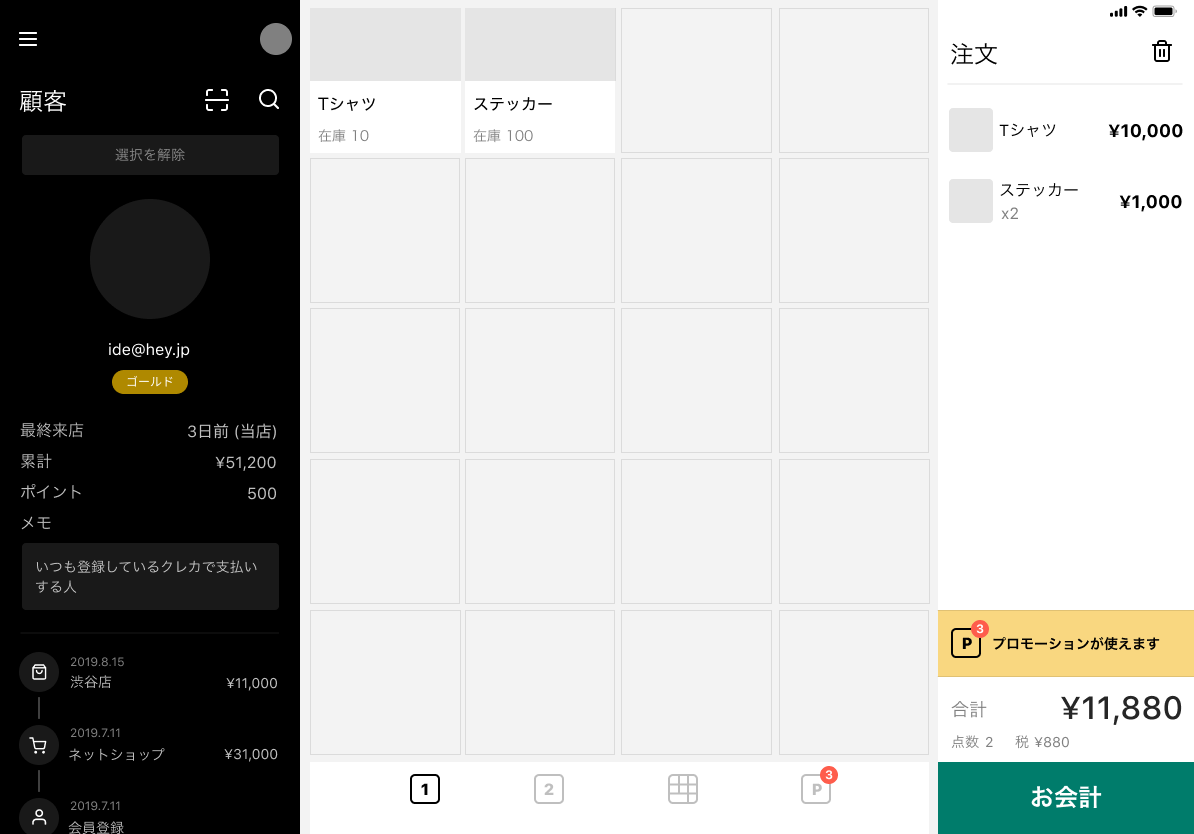 顧客
選択を解除
ide@hey.jp
ゴールド
最終来店 3日前 (当店)
累計 ¥51,200
ポイント 500
メモ
いつも登録しているクレカで支払い
する人
2019.8.15
渋谷店 ¥11,000
2019.7.11
ネットショップ ¥31,000
2019.7.11
会員登録
Tシャツ
在庫 10
ステッカー
在庫 100
1
2
P
3
注文
Tシャツ ¥10,000
ステッカー
x2
¥1,000
P
3
プロモーションが使えます
合計 ¥11,880
点数 2 税 ¥880
お会計